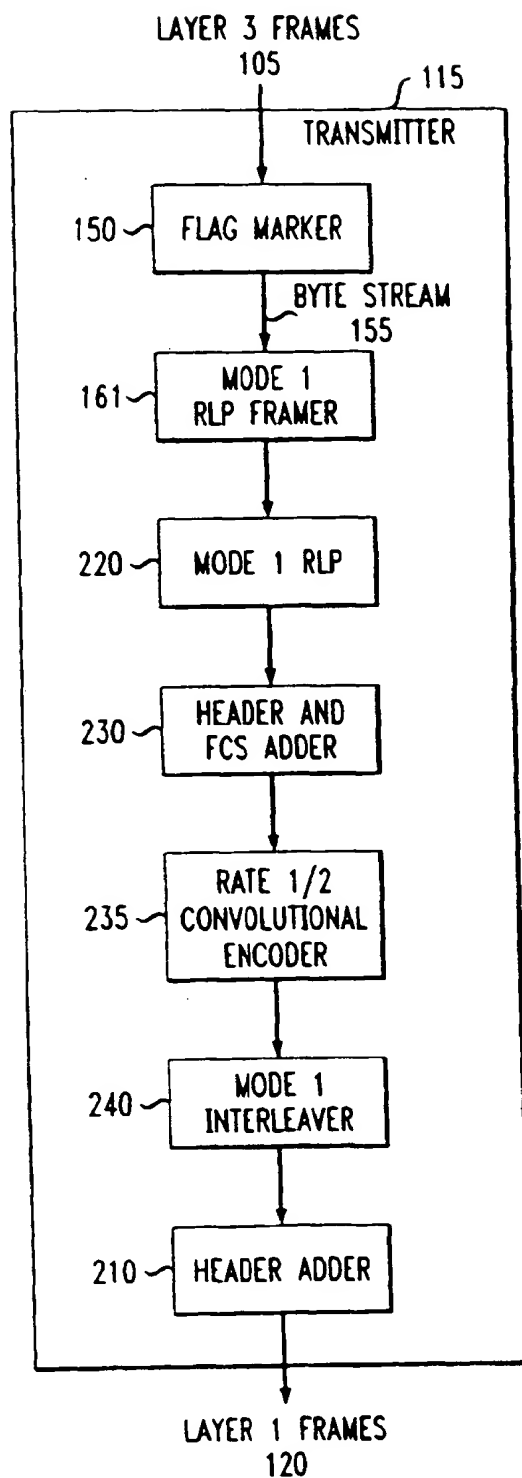 LAYER 3 FRAMES
105
115
TRANSMITTER
150
FLAG MARKER
BYTE STREAM
155
161
MODE 1
RLP FRAMER
220
MODE 1 RLP
230
HEADER AND
FCS ADDER
235
RATE 1/2
CONVOLUTIONAL
ENCODER
240
MODE 1
INTERLEAVER
210
HEADER ADDER
LAYER 1 FRAMES
120